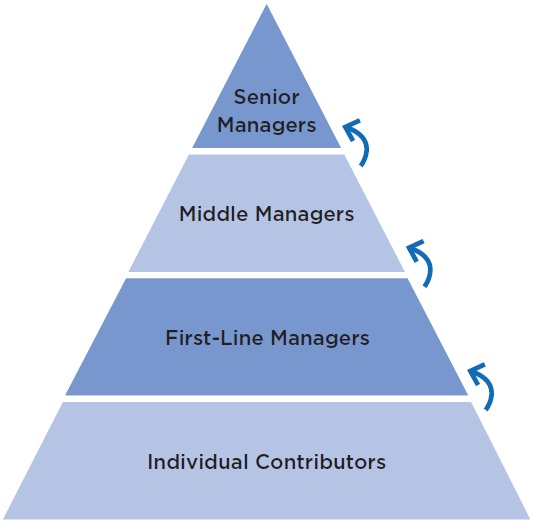 Senior
Managers
Middle Managers
First-Line Managers
Individual Contributors